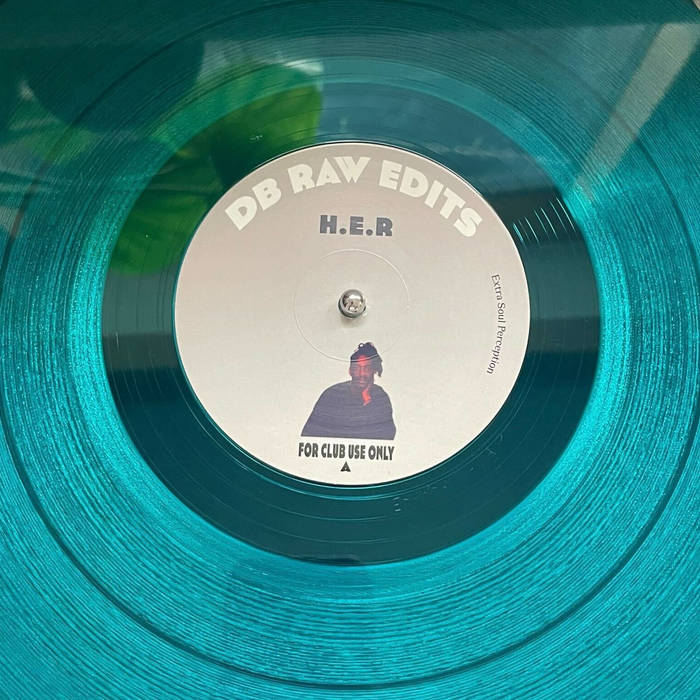 DB RAW EDITS
H.E.R
Extra Soul Perception
FOR CLUB USE ONLY
A